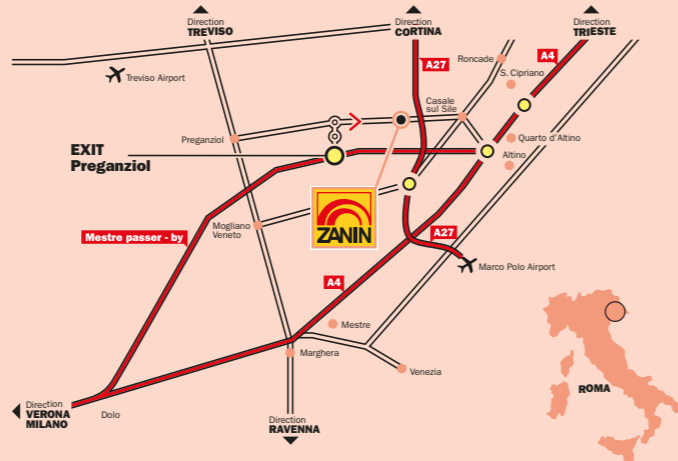 Direction
TREVISO
Direction
CORTINA
Direction
TRIESTE
Treviso Airport
A27
Roncade
A4
S. Cipriano
Casale
sul Sile
Preganziol
Quarto d'Altino
EXIT
Preganziol
Altino
ZANIN
Mogliano
Veneto
Mestre passer - by
A27
Marco Polo Airport
A4
Mestre
Marghera
Venezia
ROMA
Direction
VERONA
MILANO
Dolo
Direction
RAVENNA